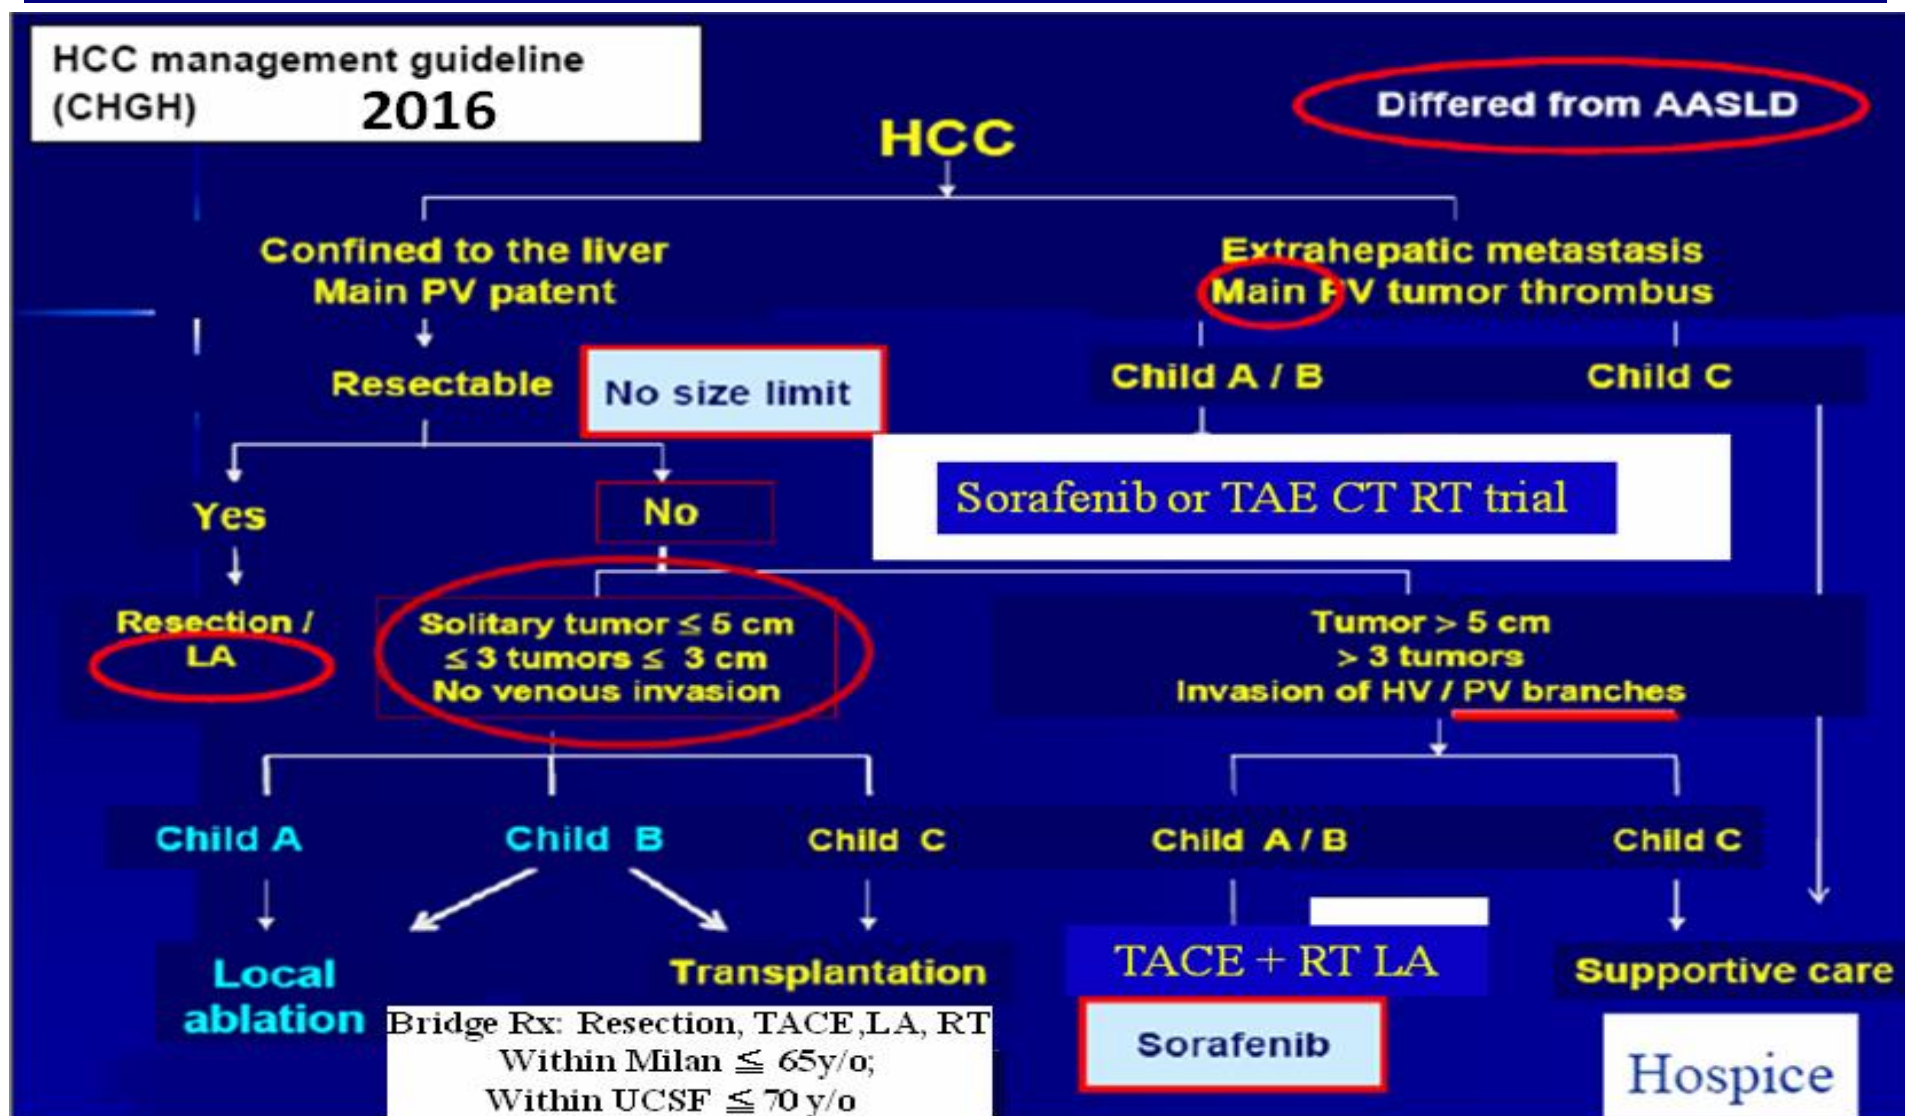 HCC management guideline
(CHGH) 2016
Differed from AASLD
HCC
Confined to the liver
Main PV patent
Extrahepatic metastasis
Main PV tumor thrombus
Resectable
No size limit
Child A / B
Child C
Sorafenib or TAE CT RT trial
Yes
No
Resection /
LA
Solitary tumor ≤ 5 cm
≤ 3 tumors ≤ 3 cm
No venous invasion
Tumor > 5 cm
> 3 tumors
Invasion of HV / PV branches
Child A
Child B
Child C
Child A / B
Child C
Local
ablation
Transplantation
Bridge Rx: Resection, TACE,LA, RT
Within Milan ≦ 65y/o;
Within UCSF ≦ 70 y/o
TACE + RT LA
Sorafenib
Supportive care
Hospice